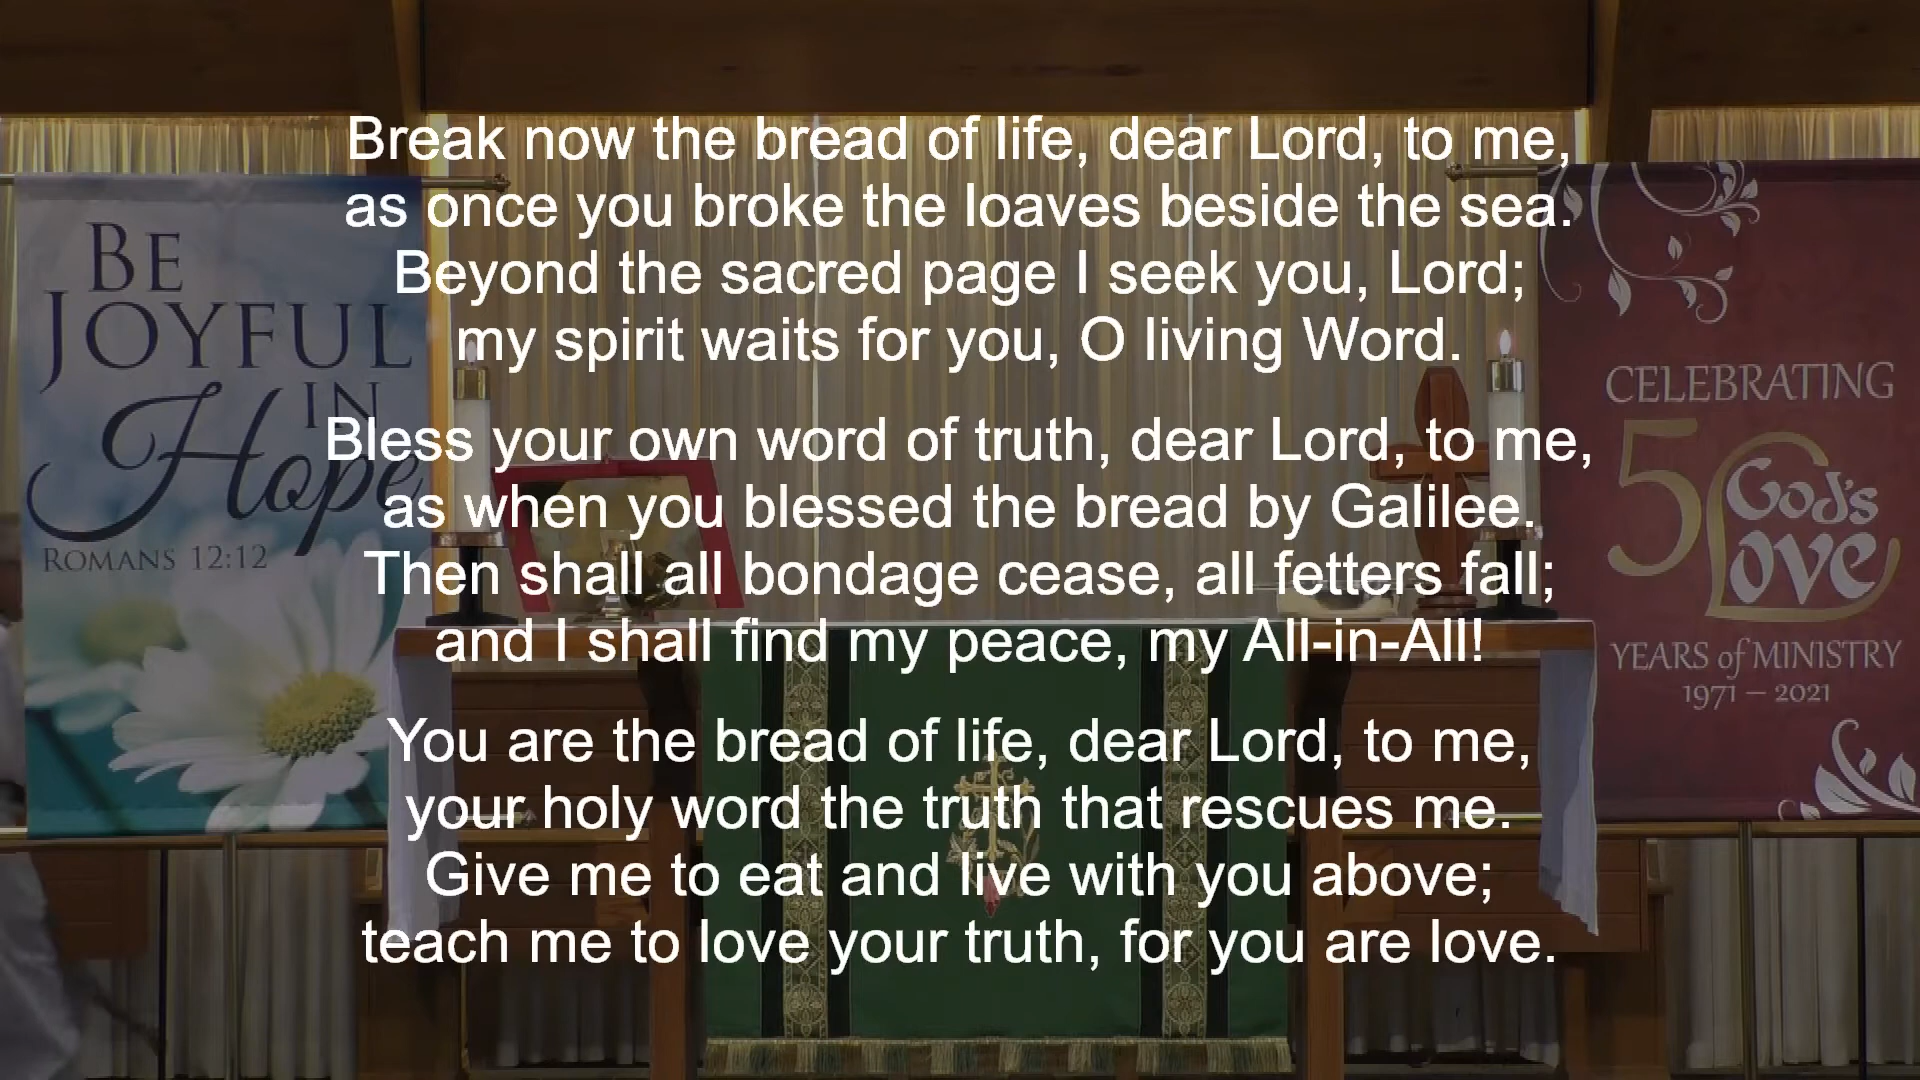 Break now the bread of life, dear Lord, to me,
as once you broke the loaves beside the sea.
Beyond the sacred page I seek you, Lord;
my spirit waits for you, O living Word.
Bless your own word of truth, dear Lord, to me,
as when you blessed the bread by Galilee.
Then shall all bondage cease, all fetters fall;
and I shall find my peace, my All-in-All!
You are the bread of life, dear Lord, to me,
your holy word the truth that rescues me.
Give me to eat and live with you above;
teach me to love your truth, for you are love.
BE
JOYFUL
IN
Hope
ROMANS 12:12
CELEBRATING
50
God's
Love
YEARS of MINISTRY
1971 – 2021